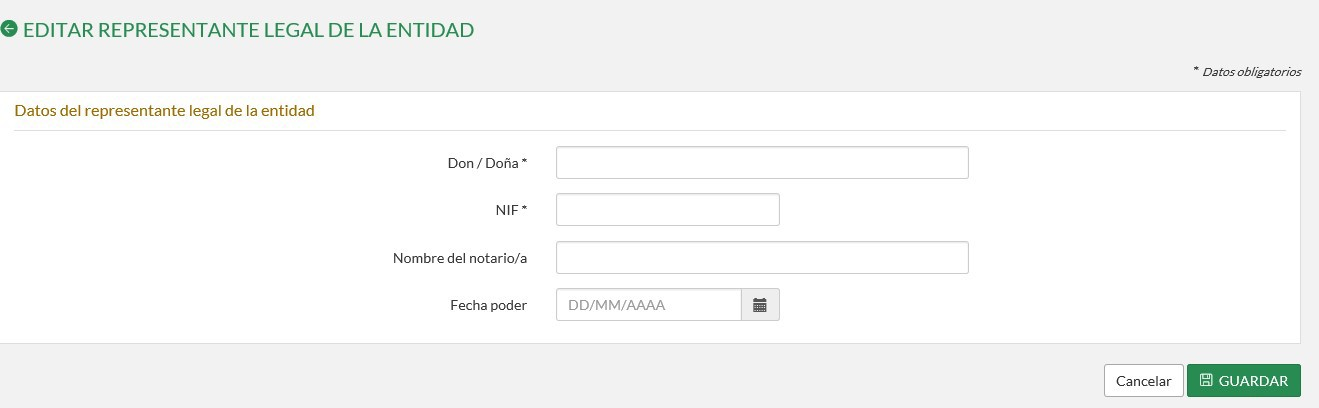 EDITAR REPRESENTANTE LEGAL DE LA ENTIDAD
* Datos obligatorios
Datos del representante legal de la entidad
Don / Doña *
NIF *
Nombre del notario/a
Fecha poder DD/MM/AAAA
Cancelar GUARDAR